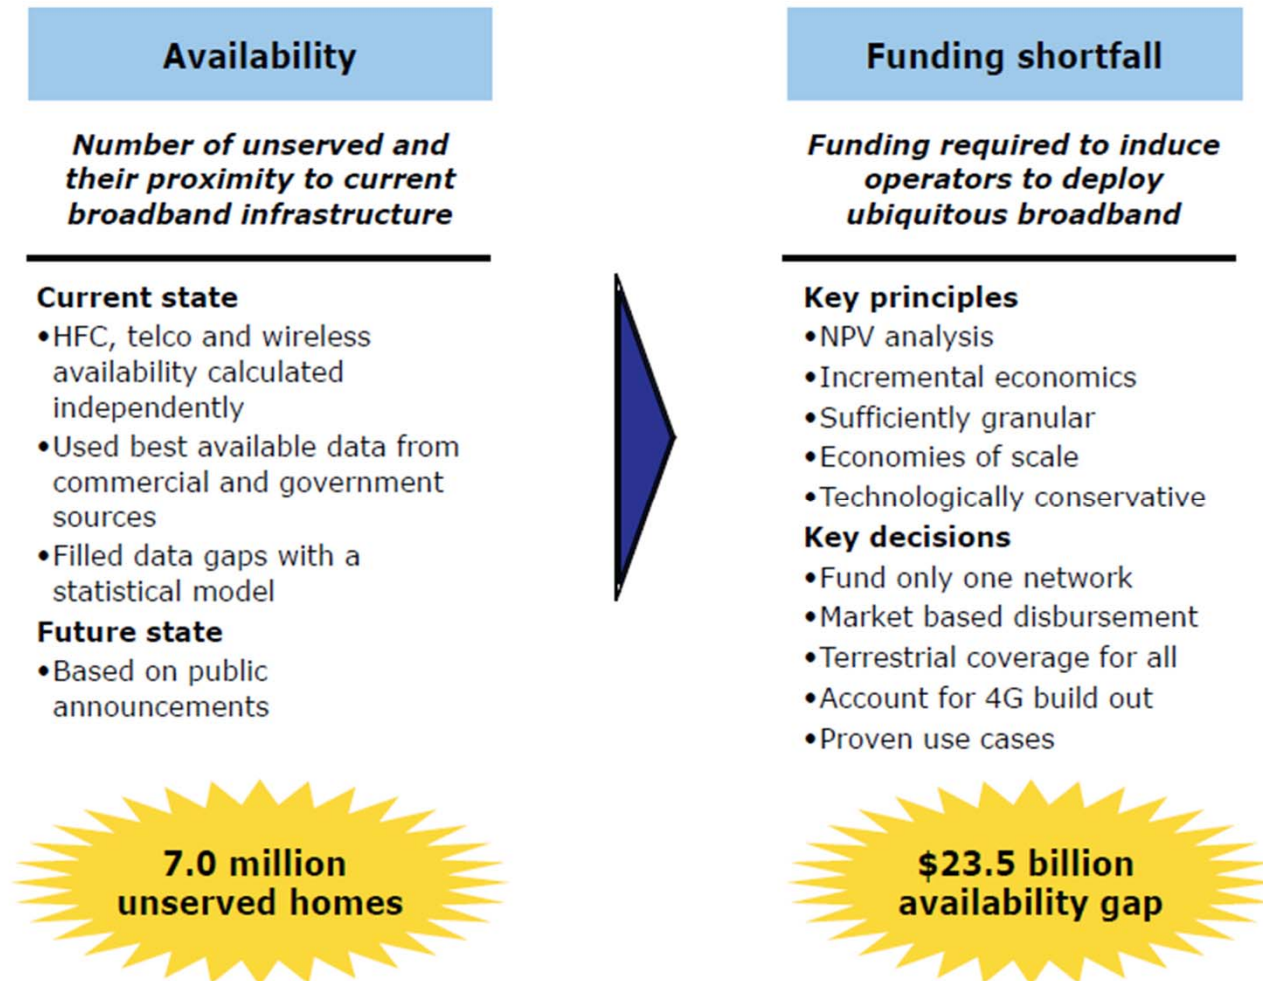 Availability
Number of unserved and
their proximity to current
broadband infrastructure
Current state
•HFC, telco and wireless
availability calculated
independently
•Used best available data from
commercial and government
sources
•Filled data gaps with a
statistical model
Future state
•Based on public
announcements
7.0 million
unserved homes
Funding shortfall
Funding required to induce
operators to deploy
ubiquitous broadband
Key principles
•NPV analysis
•Incremental economics
•Sufficiently granular
•Economies of scale
•Technologically conservative
Key decisions
•Fund only one network
•Market based disbursement
•Terrestrial coverage for all
•Account for 4G build out
•Proven use cases
$23.5 billion
availability gap